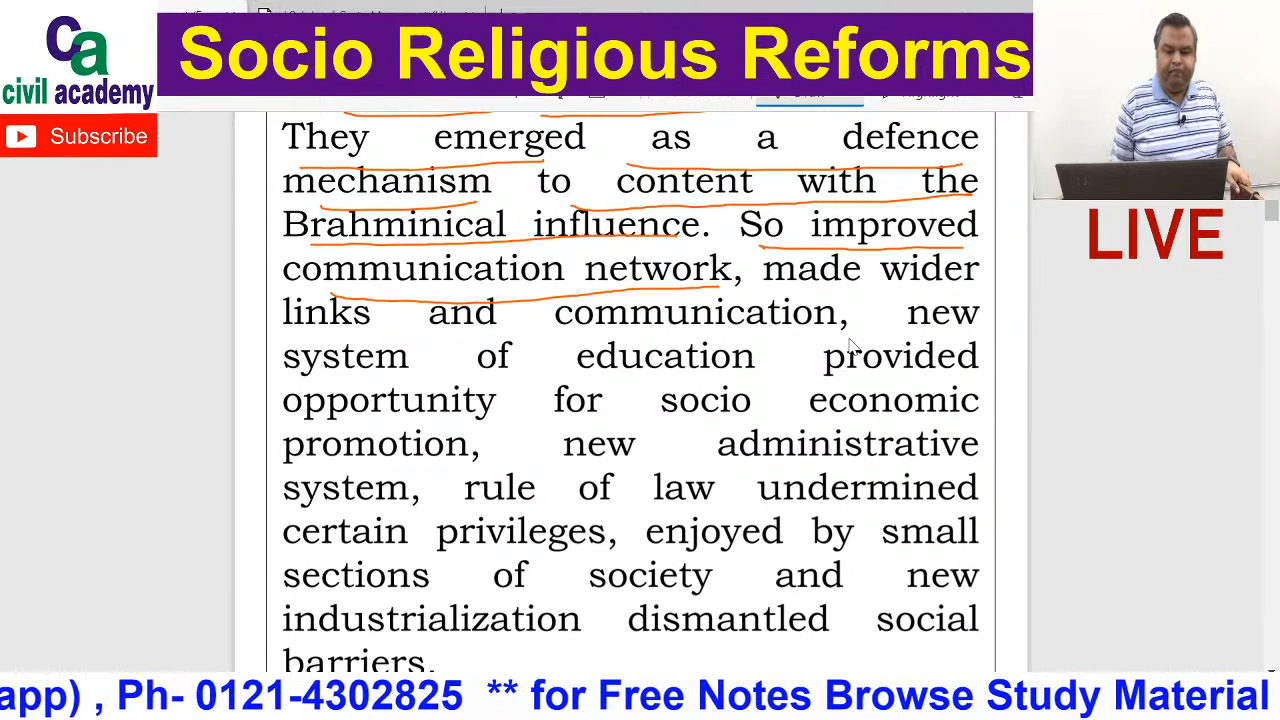 ca
civil academy
Subscribe
Socio Religious Reforms
LIVE
They emerged as a defence
mechanism to content with the
Brahminical influence. So improved
communication network, made wider
links and communication, new
system of education provided
opportunity for socio economic
promotion, new administrative
system, rule of law undermined
certain privileges, enjoyed by small
sections of society and new
industrialization dismantled social
barriers.
app) , Ph- 0121-4302825 ** for Free Notes Browse Study Material